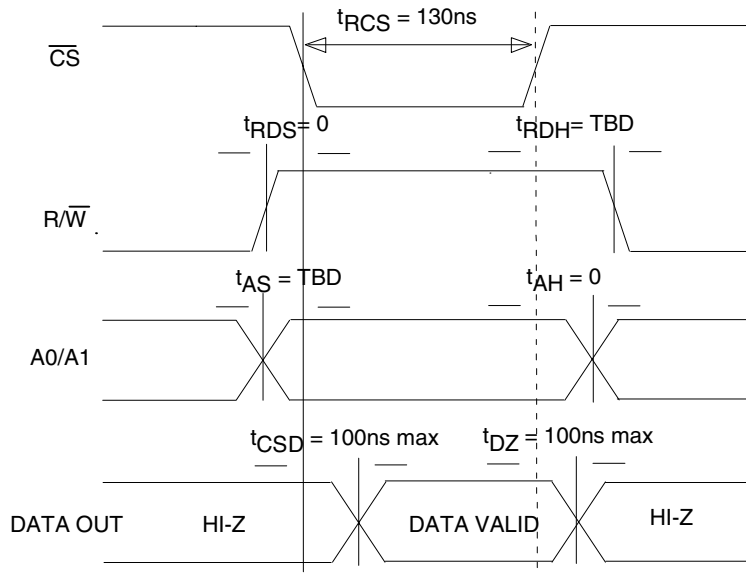 tRCS = 130ns
C̅S̅
tRDS= 0
tRDH= TBD
R/W̅
tAS = TBD
tAH = 0
A0/A1
tCSD = 100ns max
tDZ = 100ns max
DATA OUT
HI-Z
DATA VALID
HI-Z